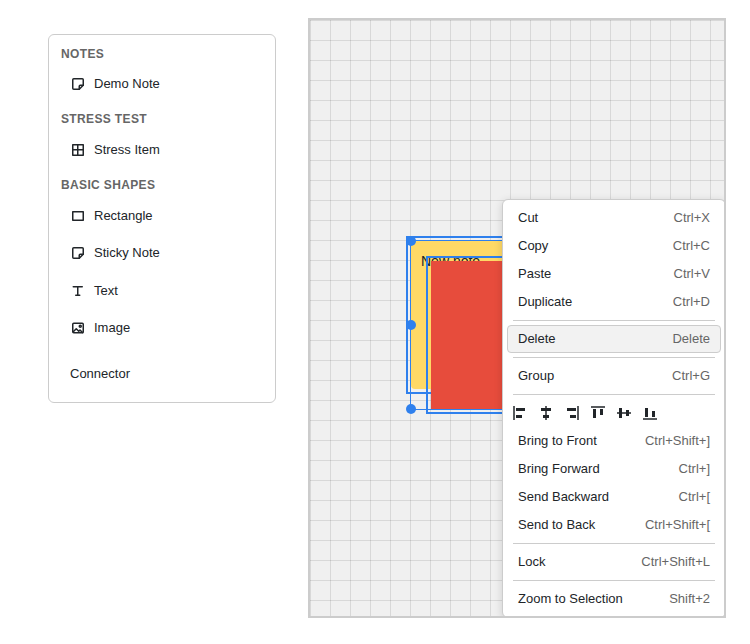 NOTES
Demo Note
STRESS TEST
Stress Item
BASIC SHAPES
Rectangle
Sticky Note
Text
Image
Connector
New note
Cut Ctrl+X
Copy Ctrl+C
Paste Ctrl+V
Duplicate Ctrl+D
Delete Delete
Group Ctrl+G
Bring to Front Ctrl+Shift+]
Bring Forward Ctrl+]
Send Backward Ctrl+[
Send to Back Ctrl+Shift+[
Lock Ctrl+Shift+L
Zoom to Selection Shift+2